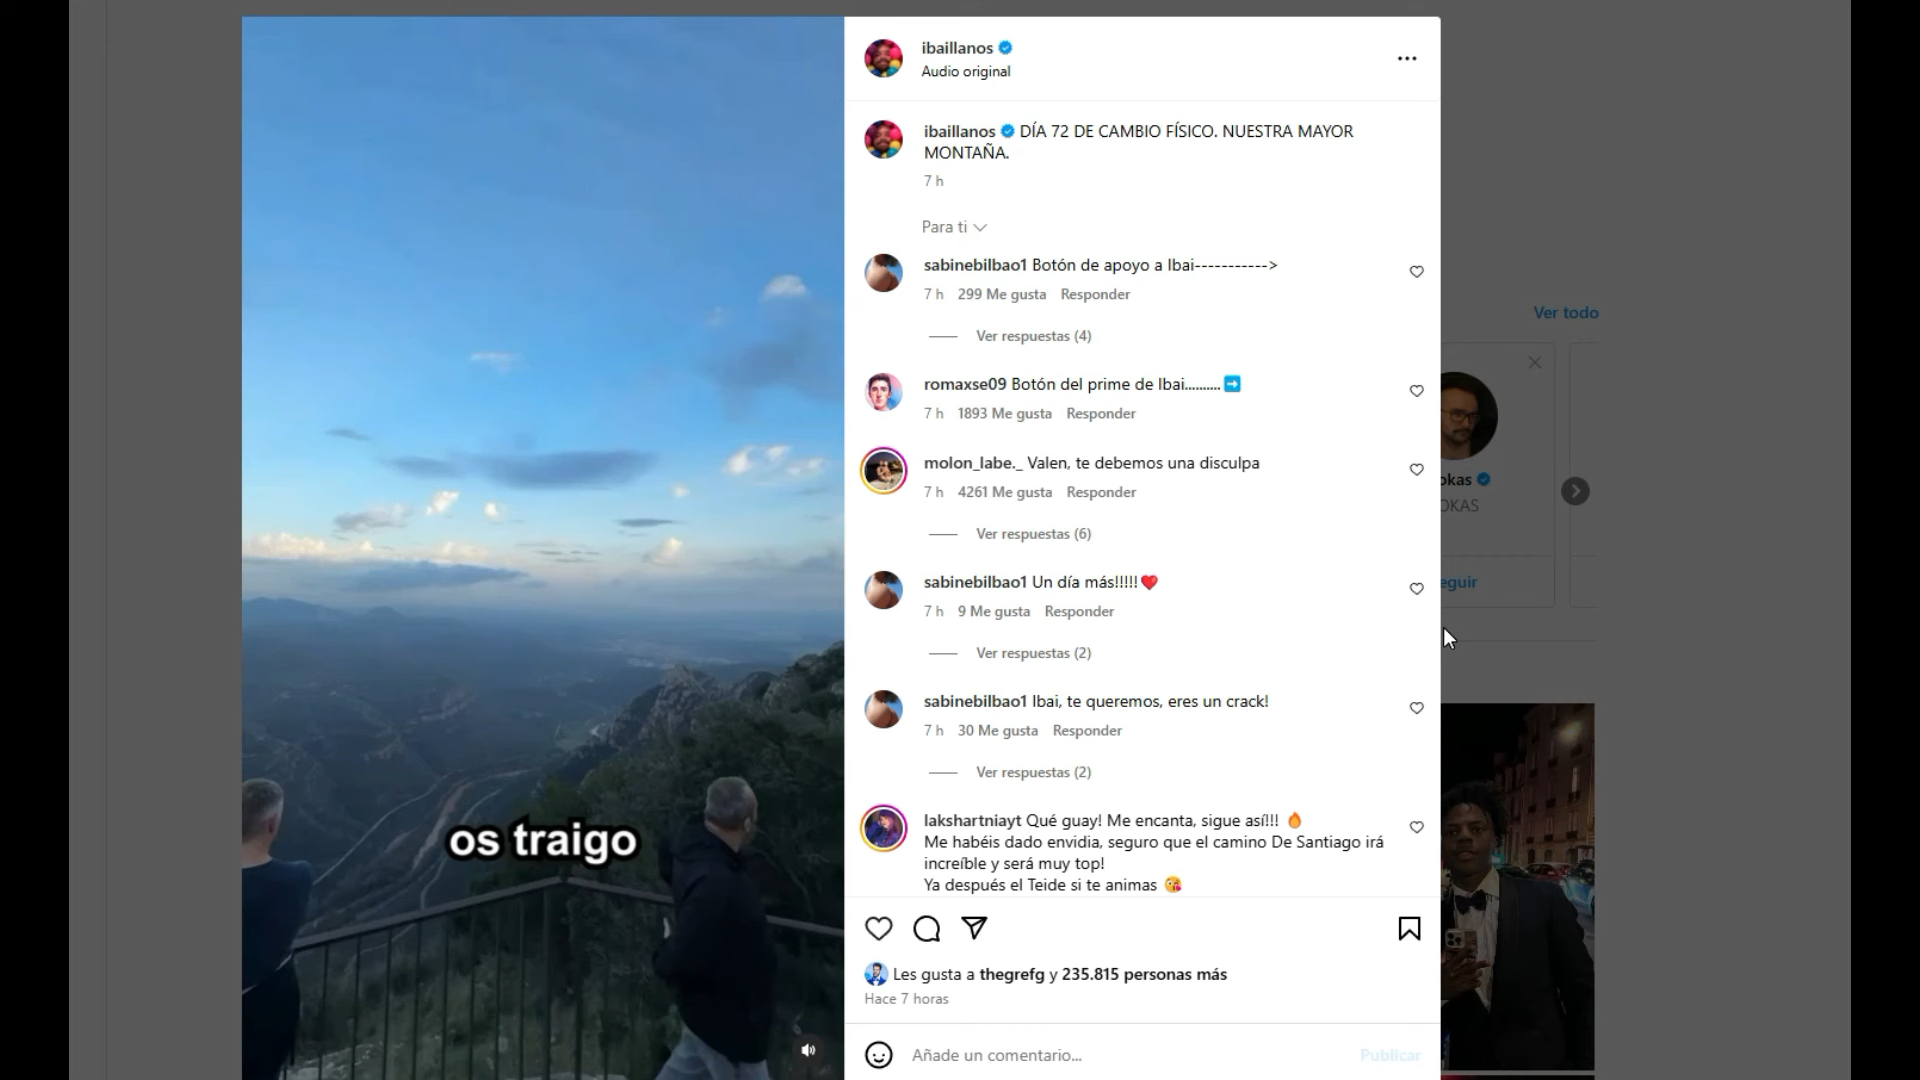 ibaillanos
Audio original
ibaillanos DÍA 72 DE CAMBIO FÍSICO. NUESTRA MAYOR
MONTAÑA.
7 h
Para ti
sabinebilbao1 Botón de apoyo a Ibai----------->
7 h 299 Me gusta Responder
Ver respuestas (4)
romaxse09 Botón del prime de Ibai.......... ➡️
7 h 1893 Me gusta Responder
molon_labe._ Valen, te debemos una disculpa
7 h 4261 Me gusta Responder
Ver respuestas (6)
sabinebilbao1 Un día más!!!!!❤️
7 h 9 Me gusta Responder
Ver respuestas (2)
sabinebilbao1 Ibai, te queremos, eres un crack!
7 h 30 Me gusta Responder
Ver respuestas (2)
lakshartniayt Qué guay! Me encanta, sigue así!!! 🔥
Me habéis dado envidia, seguro que el camino De Santiago irá
increíble y será muy top!
Ya después el Teide si te animas 😘
Les gusta a thegrefg y 235.815 personas más
Hace 7 horas
Añade un comentario...
Publicar
os traigo
Ver todo
okas
OKAS
eguir